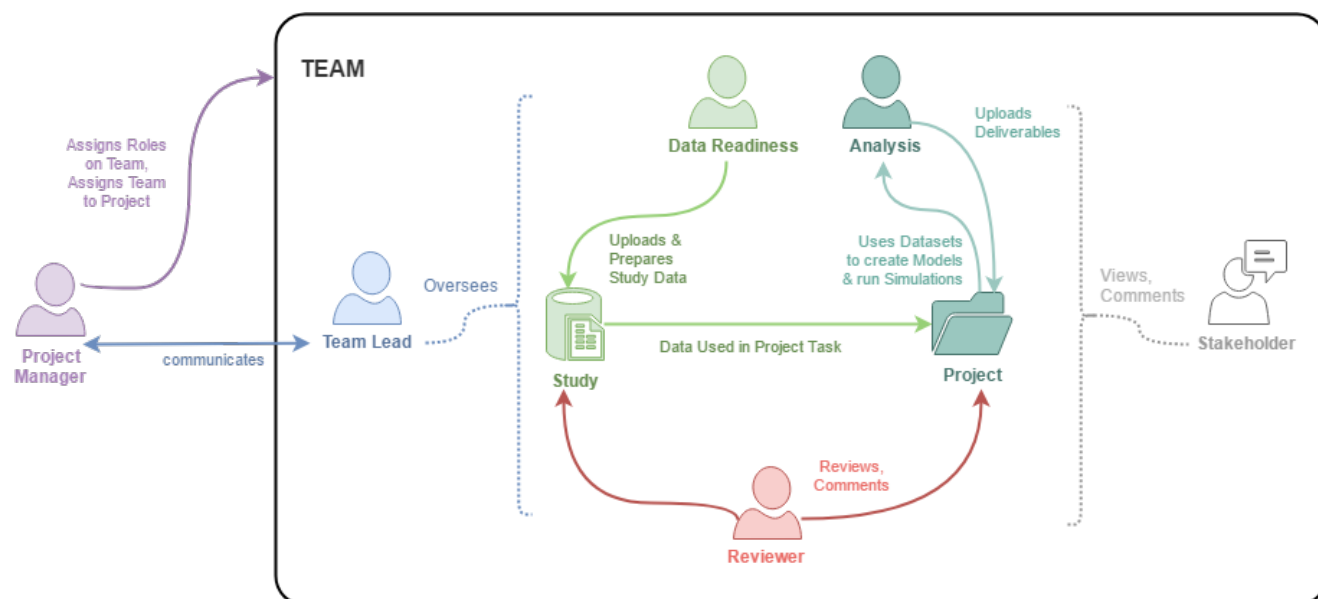 TEAM
Assigns Roles
on Team,
Assigns Team
to Project
Project
Manager
communicates
Team Lead
Oversees
Data Readiness
Uploads &
Prepares
Study Data
Study
Data Used in Project Task
Analysis
Uploads
Deliverables
Uses Datasets
to create Models
& run Simulations
Project
Reviews,
Comments
Reviewer
Views,
Comments
Stakeholder